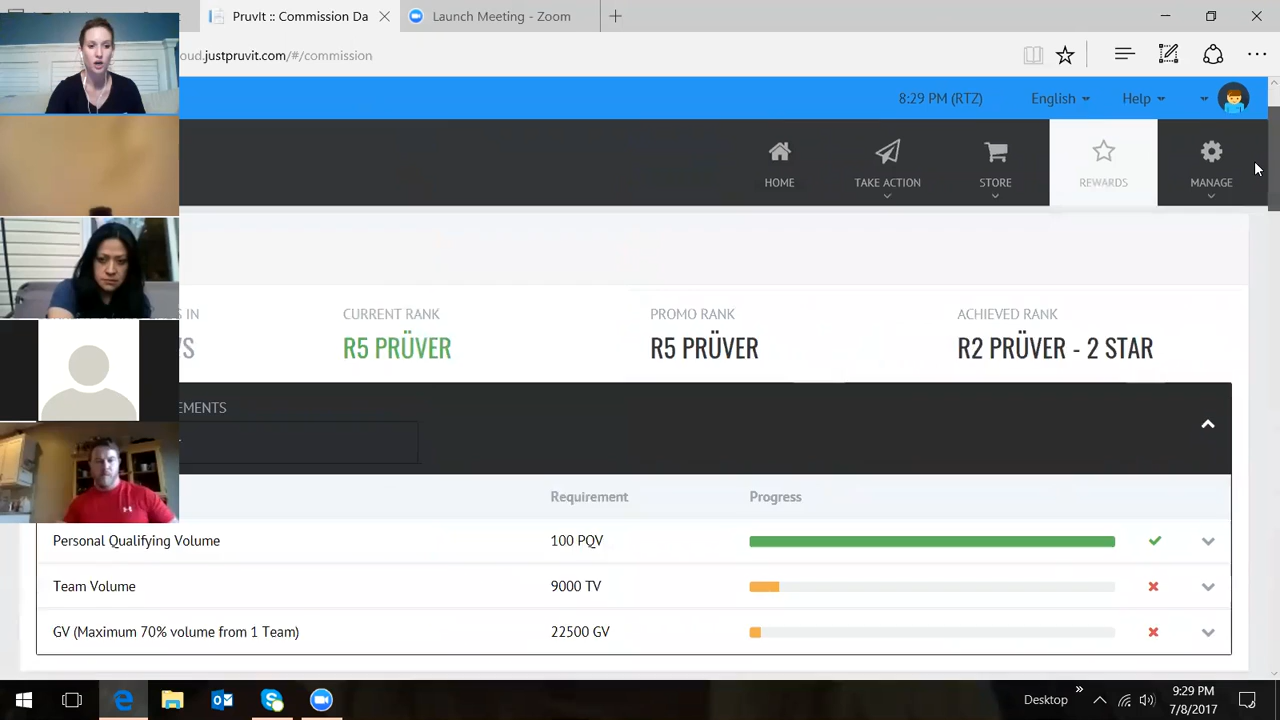 Pruvlt :: Commission Da
Launch Meeting - Zoom
oud.justpruvit.com/#/commission
8:29 PM (RTZ)
English
Help
HOME
TAKE ACTION
STORE
REWARDS
MANAGE
S IN
CURRENT RANK
PROMO RANK
ACHIEVED RANK
YS
R5 PRÜVER
R5 PRÜVER
R2 PRÜVER - 2 STAR
EMENTS
Requirement
Progress
Personal Qualifying Volume
100 PQV
Team Volume
9000 TV
GV (Maximum 70% volume from 1 Team)
22500 GV
Desktop
9:29 PM
7/8/2017